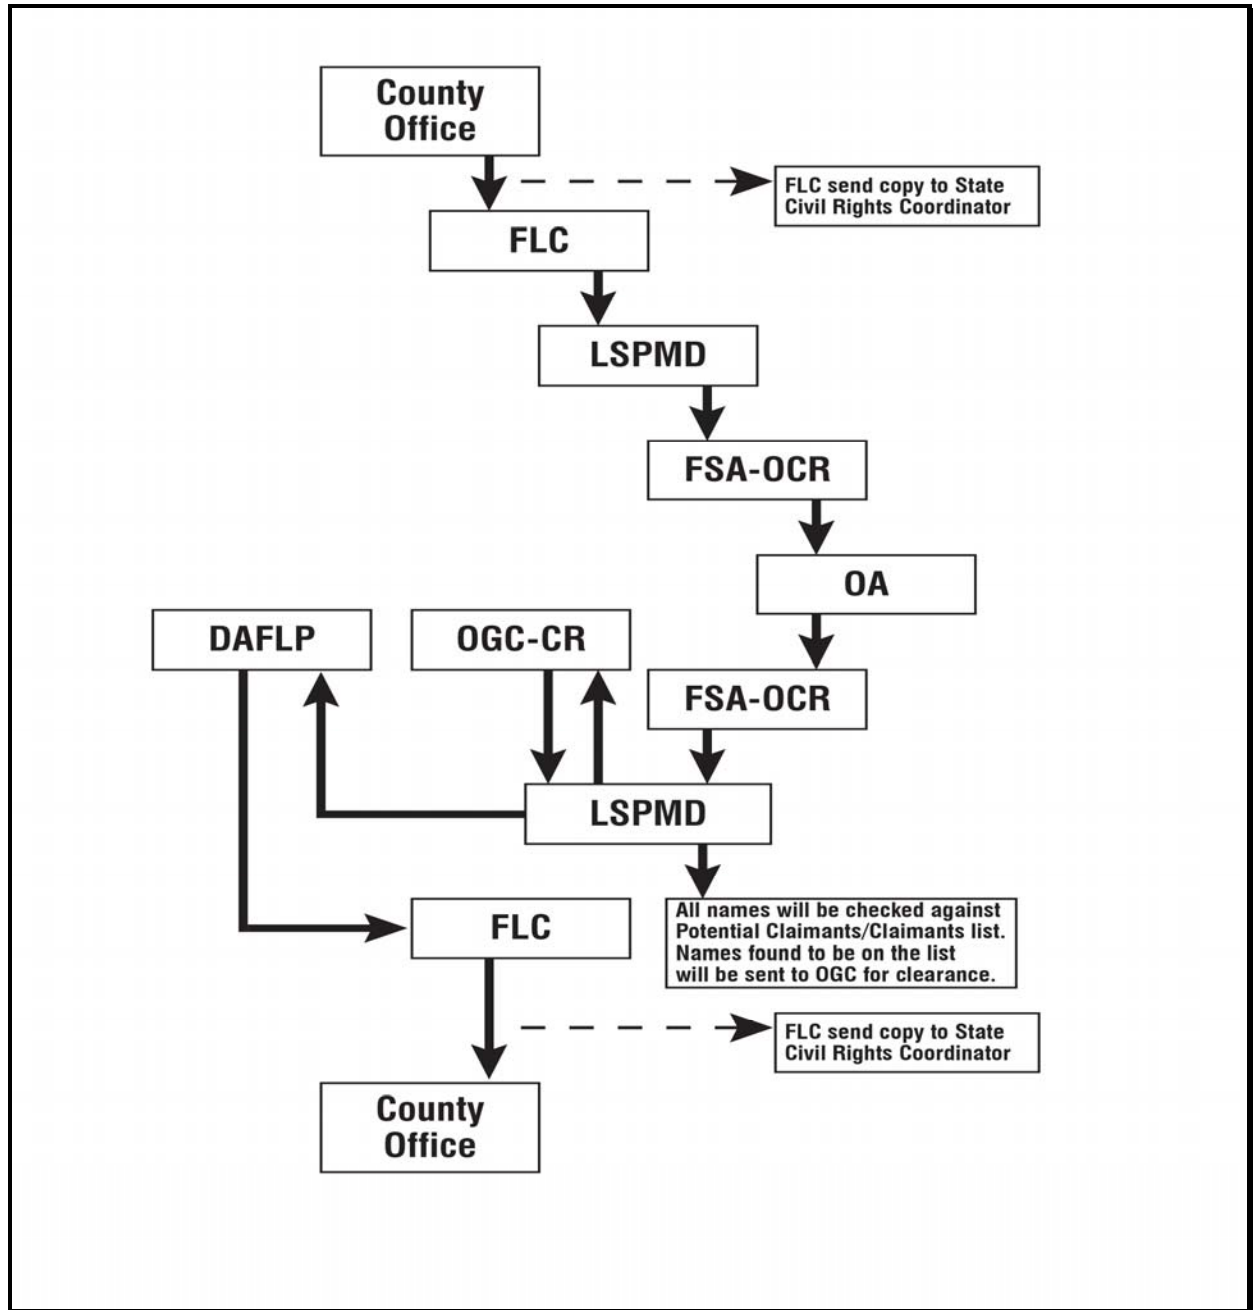 County
Office
FLC send copy to State
Civil Rights Coordinator
FLC
LSPMD
FSA-OCR
OA
DAFLP
OGC-CR
FSA-OCR
LSPMD
All names will be checked against
Potential Claimants/Claimants list.
Names found to be on the list
will be sent to OGC for clearance.
FLC
FLC send copy to State
Civil Rights Coordinator
County
Office